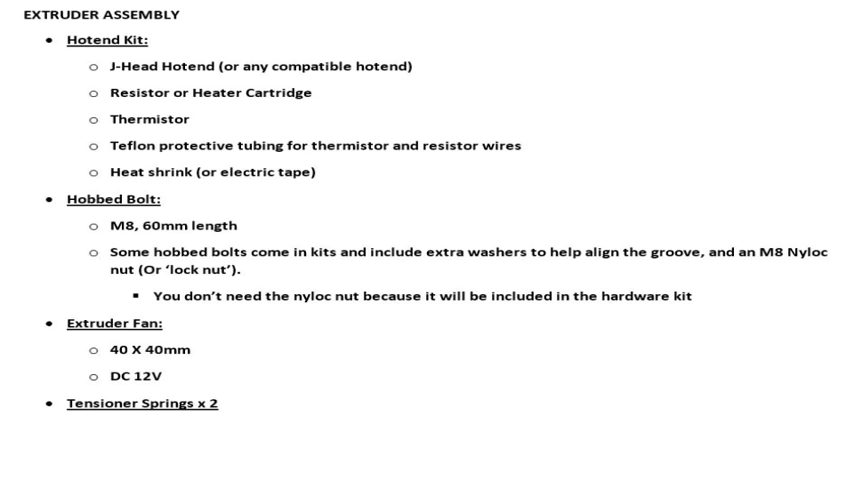 EXTRUDER ASSEMBLY
• Hotend Kit:
o J-Head Hotend (or any compatible hotend)
o Resistor or Heater Cartridge
o Thermistor
o Teflon protective tubing for thermistor and resistor wires
o Heat shrink (or electric tape)
• Hobbed Bolt:
o M8, 60mm length
o Some hobbed bolts come in kits and include extra washers to help align the groove, and an M8 Nyloc
nut (Or ‘lock nut’).
▪ You don’t need the nyloc nut because it will be included in the hardware kit
• Extruder Fan:
o 40 X 40mm
o DC 12V
• Tensioner Springs x 2